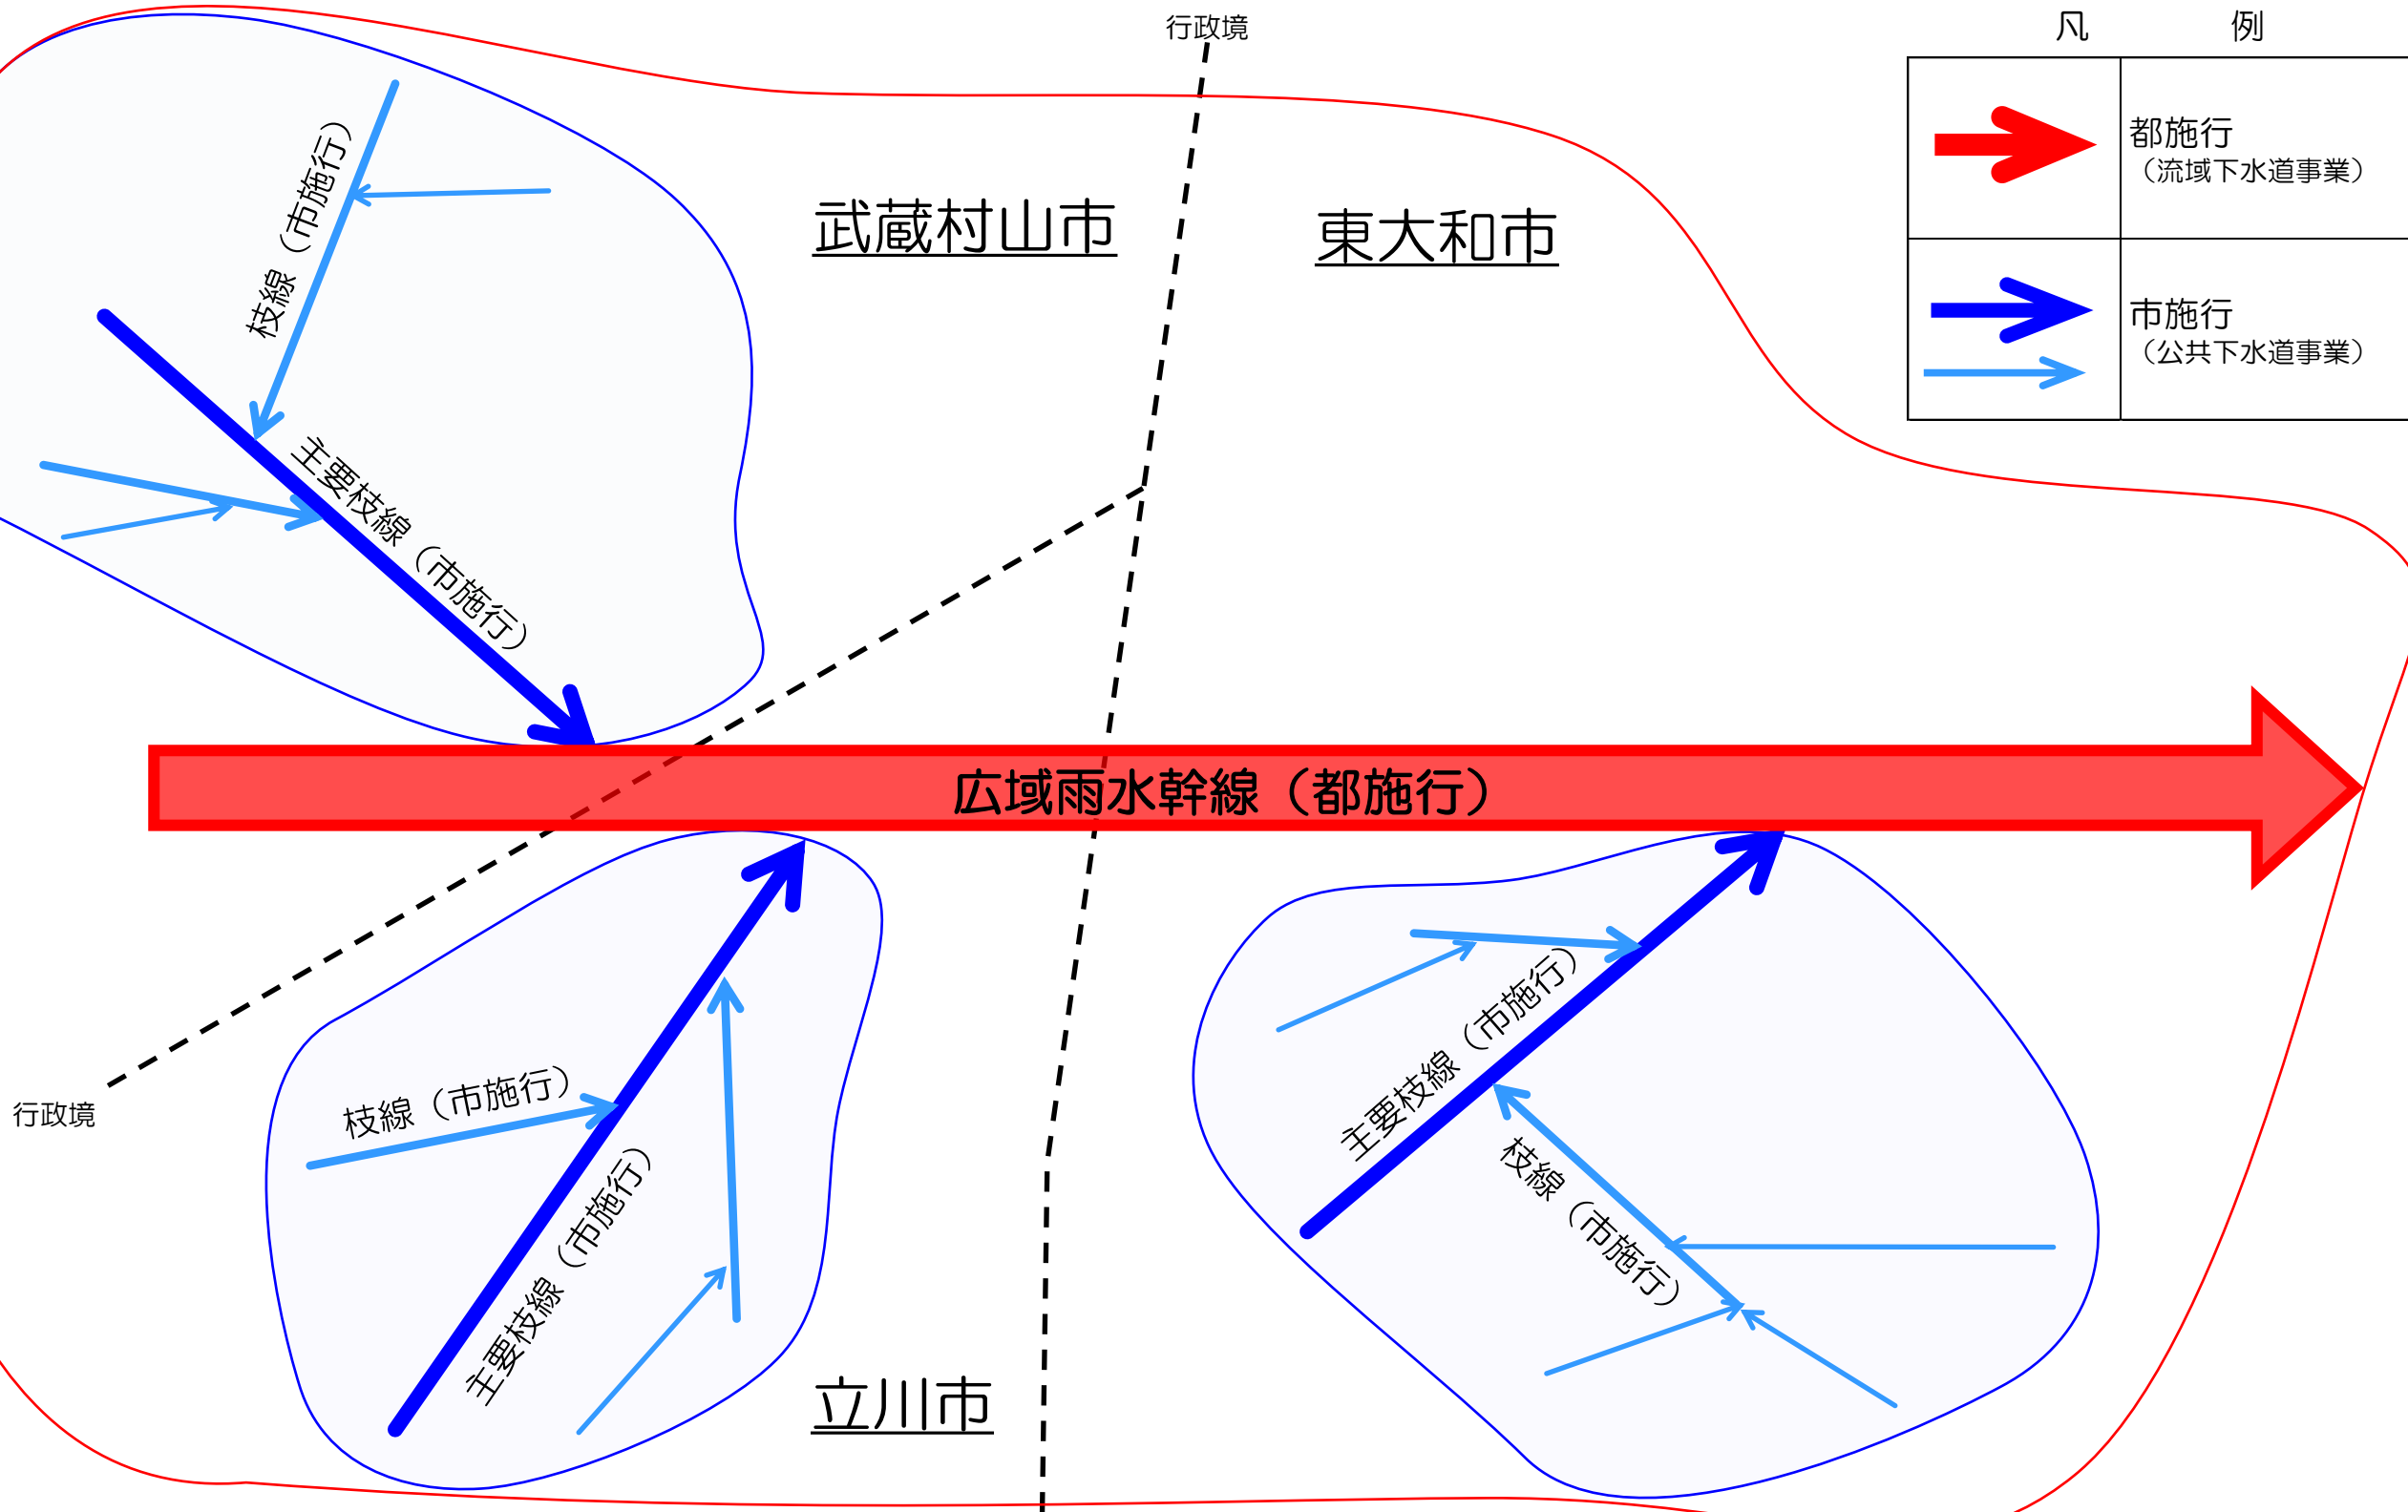 行政境
凡　例
都施行
（流域下水道事業）
市施行
（公共下水道事業）
武蔵村山市
東大和市
枝線（市施行）
主要枝線（市施行）
広域雨水幹線（都施行）
行政境
枝線（市施行）
主要枝線（市施行）
主要枝線（市施行）
枝線（市施行）
立川市